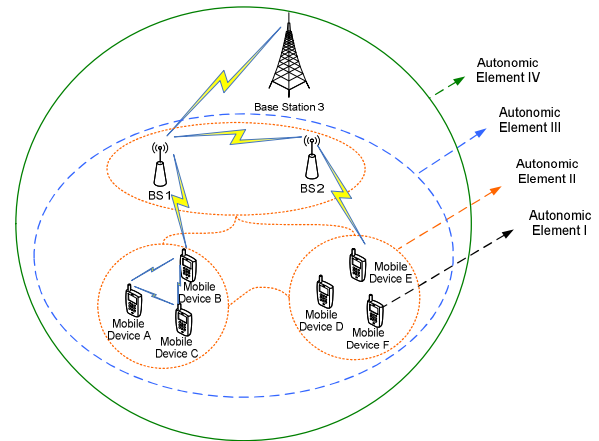 Autonomic
Element IV
Base Station 3
Autonomic
Element III
BS 1
BS 2
Autonomic
Element II
Autonomic
Element I
Mobile
Device E
Mobile
Device B
Mobile
Device D
Mobile
Device A
Mobile
Device C
Mobile
Device F